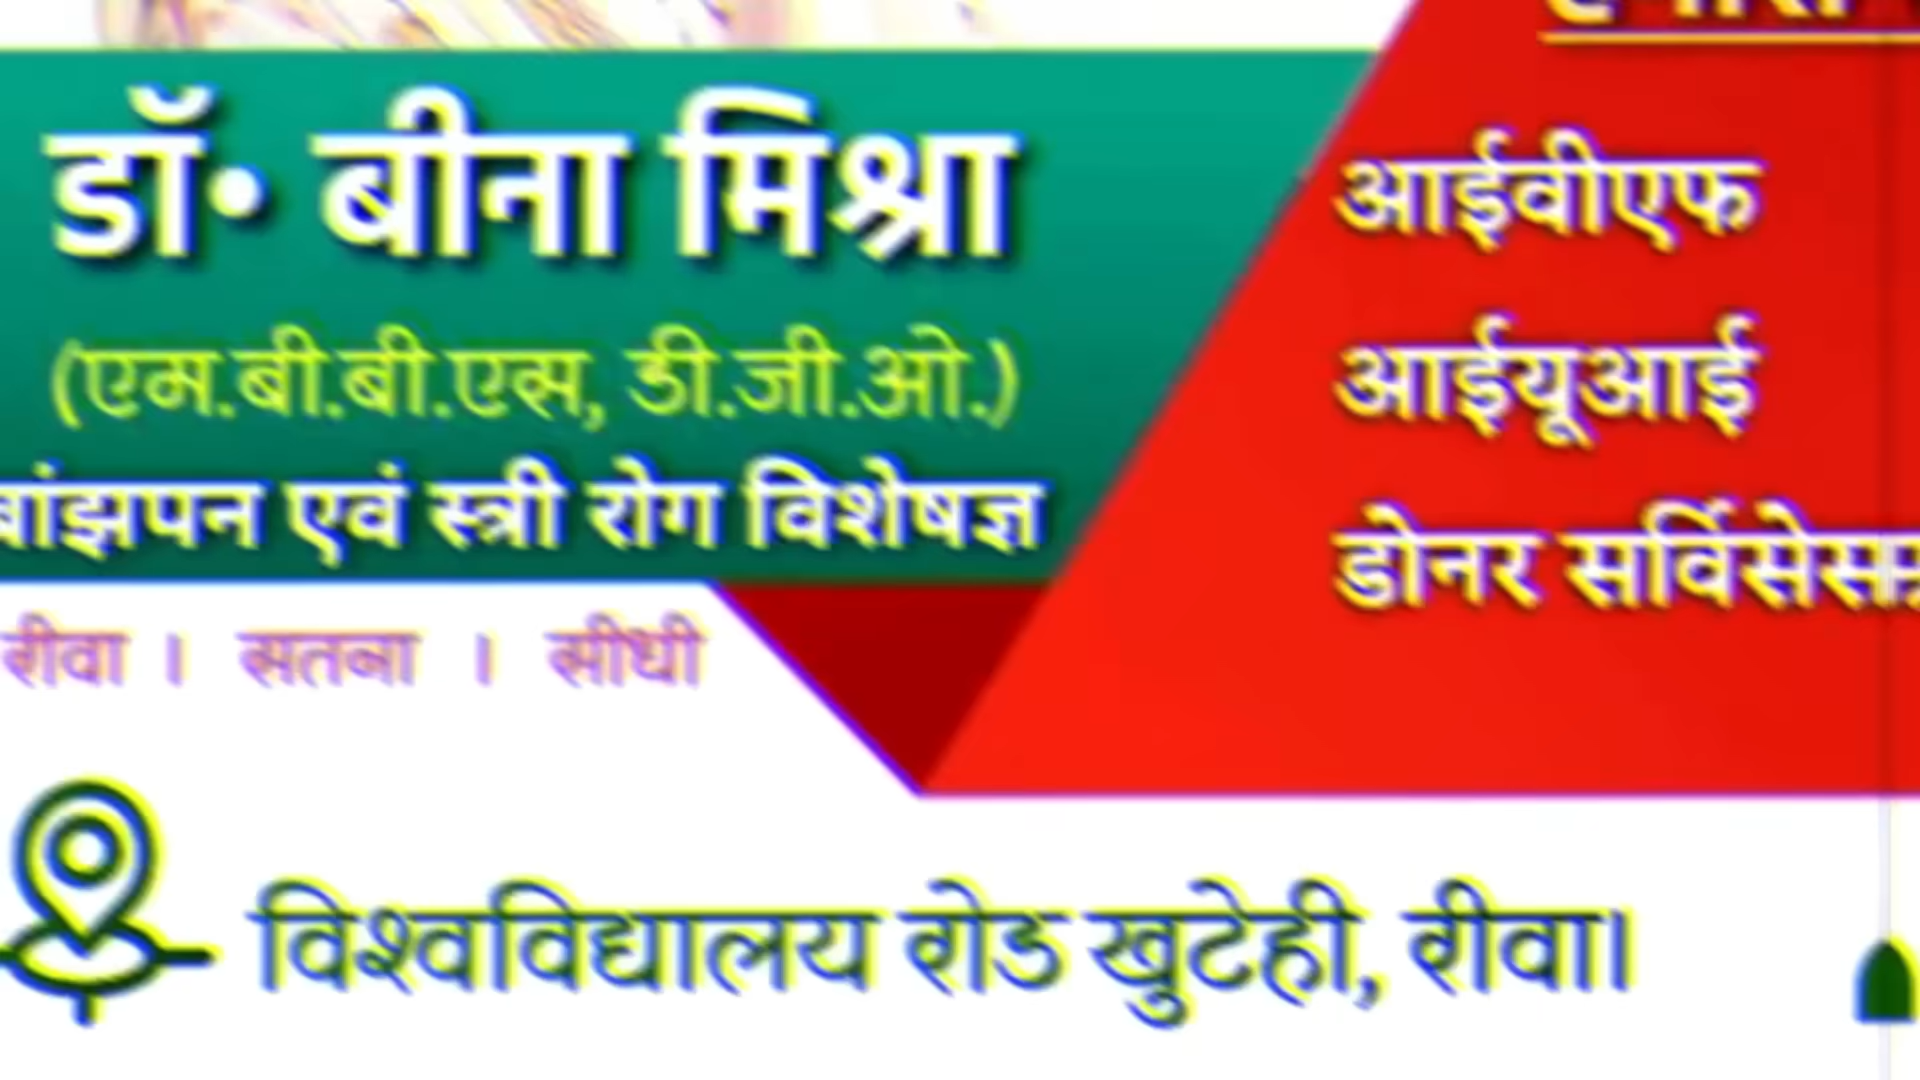 डॉ॰ बीना मिश्रा
(एम.बी.बी.एस, डी.जी.ओ.)
बांझपन एवं स्त्री रोग विशेषज्ञ
आईवीएफ
आईयूआई
डोनर सर्विसेस
रीवा । सतना । सीधी
विश्वविद्यालय रोड खुटेही, रीवा।